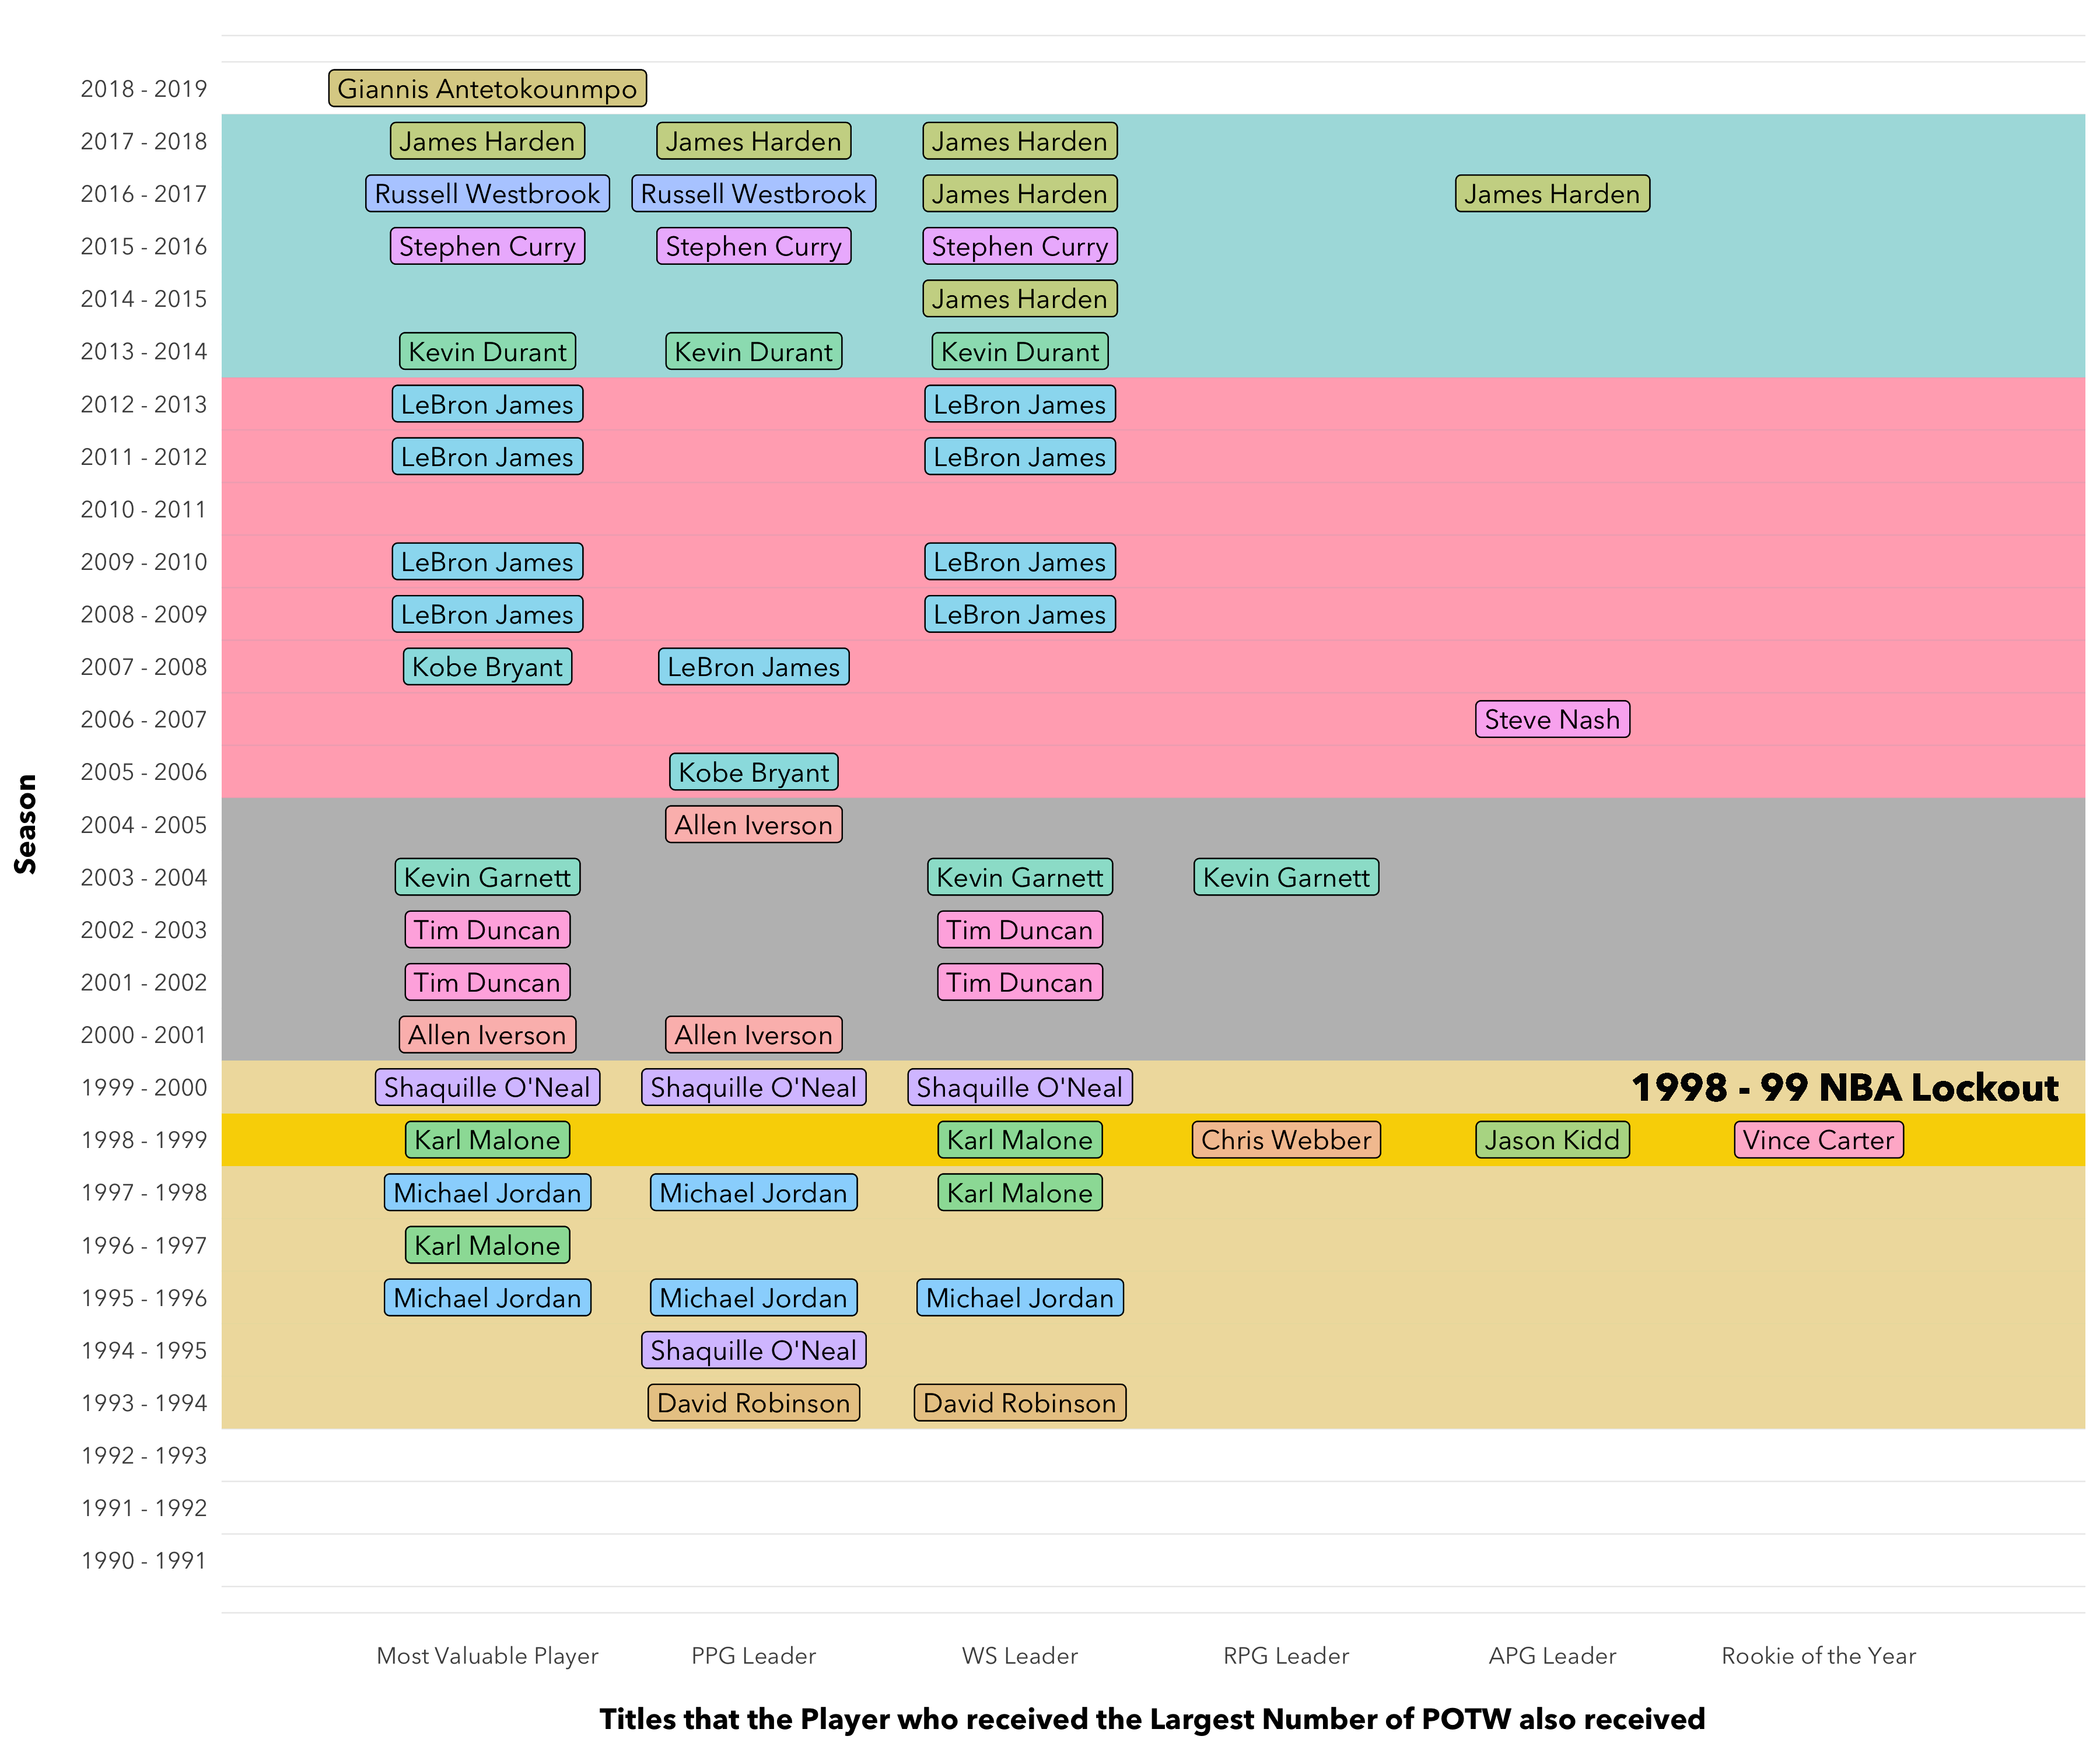 2018 - 2019 Giannis Antetokounmpo
2017 - 2018 James Harden James Harden James Harden
2016 - 2017 Russell Westbrook Russell Westbrook James Harden James Harden
2015 - 2016 Stephen Curry Stephen Curry Stephen Curry
2014 - 2015 James Harden
2013 - 2014 Kevin Durant Kevin Durant Kevin Durant
2012 - 2013 LeBron James LeBron James
2011 - 2012 LeBron James LeBron James
2010 - 2011
2009 - 2010 LeBron James LeBron James
2008 - 2009 LeBron James LeBron James
2007 - 2008 Kobe Bryant LeBron James
2006 - 2007 Steve Nash
2005 - 2006 Kobe Bryant
Season
2004 - 2005 Allen Iverson
2003 - 2004 Kevin Garnett Kevin Garnett Kevin Garnett
2002 - 2003 Tim Duncan Tim Duncan
2001 - 2002 Tim Duncan Tim Duncan
2000 - 2001 Allen Iverson Allen Iverson
1999 - 2000 Shaquille O'Neal Shaquille O'Neal Shaquille O'Neal 1998 - 99 NBA Lockout
1998 - 1999 Karl Malone Karl Malone Chris Webber Jason Kidd Vince Carter
1997 - 1998 Michael Jordan Michael Jordan Karl Malone
1996 - 1997 Karl Malone
1995 - 1996 Michael Jordan Michael Jordan Michael Jordan
1994 - 1995 Shaquille O'Neal
1993 - 1994 David Robinson David Robinson
1992 - 1993
1991 - 1992
1990 - 1991
Most Valuable Player PPG Leader WS Leader RPG Leader APG Leader Rookie of the Year
Titles that the Player who received the Largest Number of POTW also received